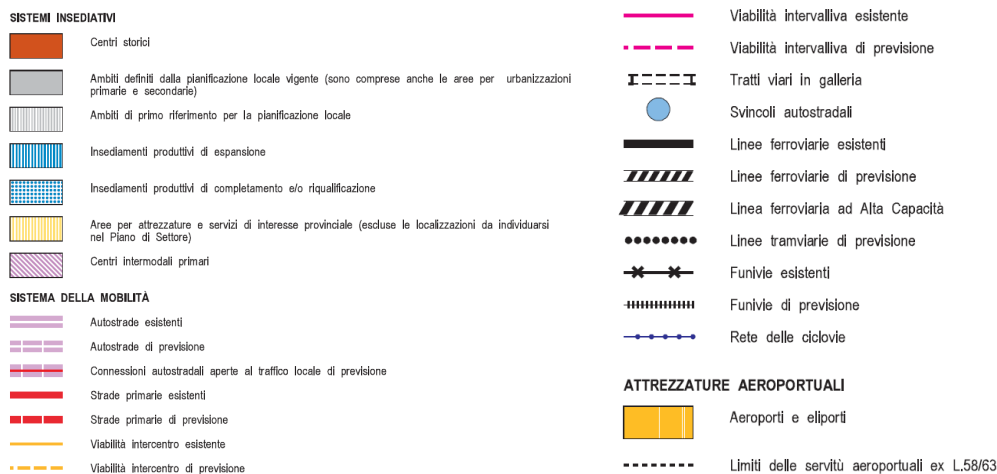 SISTEMI INSEDIATIVI
Centri storici
Ambiti definiti dalla pianificazione locale vigente (sono comprese anche le aree per urbanizzazioni
primarie e secondarie)
Ambiti di primo riferimento per la pianificazione locale
Insediamenti produttivi di espansione
Insediamenti produttivi di completamento e/o riqualificazione
Aree per attrezzature e servizi di interesse provinciale (escluse le localizzazioni da individuarsi
nel Piano di Settore)
Centri intermodali primari
SISTEMA DELLA MOBILITÀ
Autostrade esistenti
Autostrade di previsione
Connessioni autostradali aperte al traffico locale di previsione
Strade primarie esistenti
Strade primarie di previsione
Viabilità intercentro esistente
Viabilità intercentro di previsione
Viabilità intervalliva esistente
Viabilità intervalliva di previsione
Tratti viari in galleria
Svincoli autostradali
Linee ferroviarie esistenti
Linee ferroviarie di previsione
Linea ferroviaria ad Alta Capacità
Linee tramviarie di previsione
Funivie esistenti
Funivie di previsione
Rete delle ciclovie
ATTREZZATURE AEROPORTUALI
Aeroporti e eliporti
Limiti delle servitù aeroportuali ex L.58/63